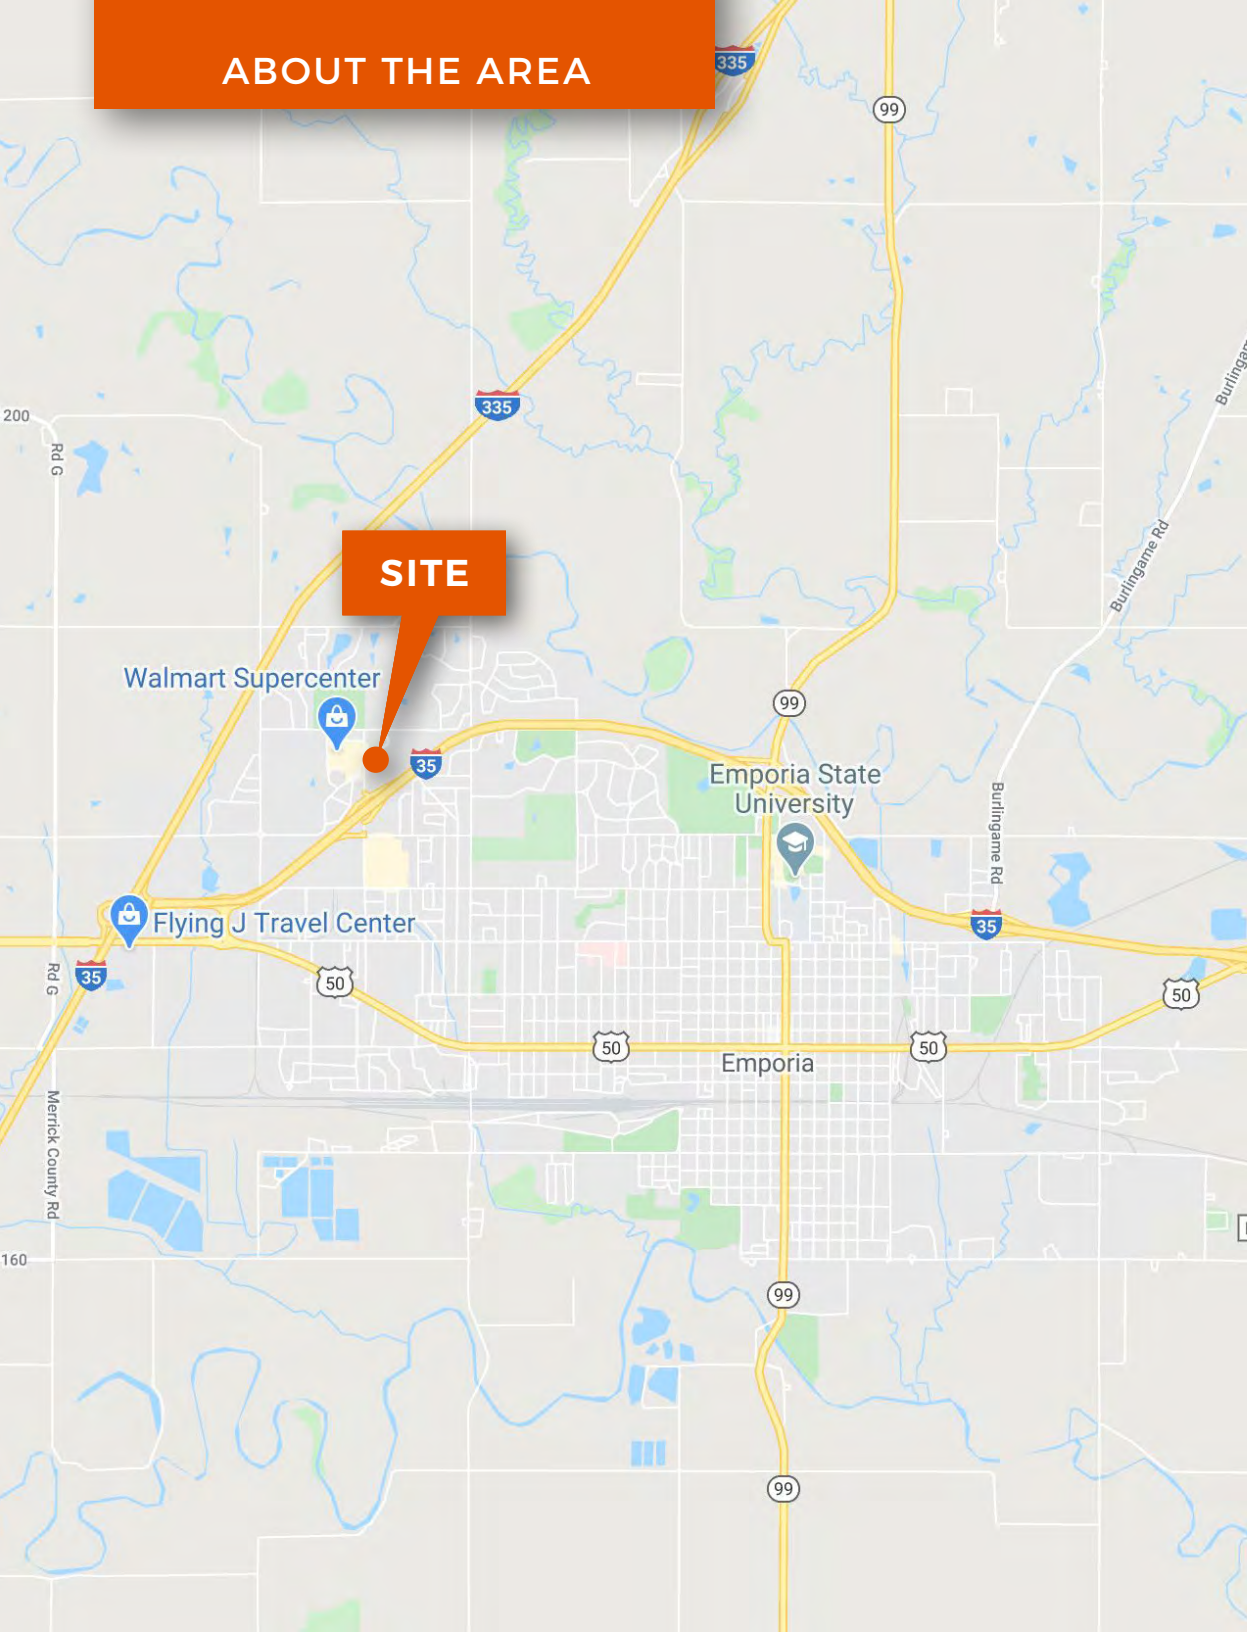 ABOUT THE AREA
335
99
200
Rd G
335
Burlingame Rd
SITE
Walmart Supercenter
99
35
Emporia State
University
Burlingame Rd
Flying J Travel Center
35
Rd G
35
50
50
50
50
Emporia
Merrick County Rd
160
99
99